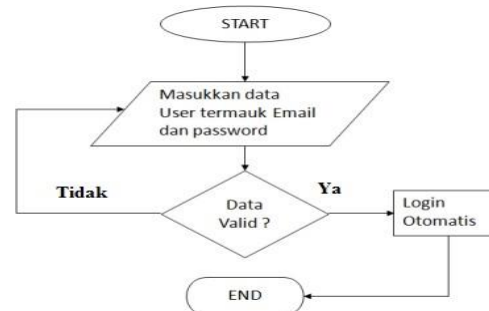 START
Masukkan data
User termauk Email
dan password
Tidak
Ya
Data
Valid ?
Login
Otomatis
END